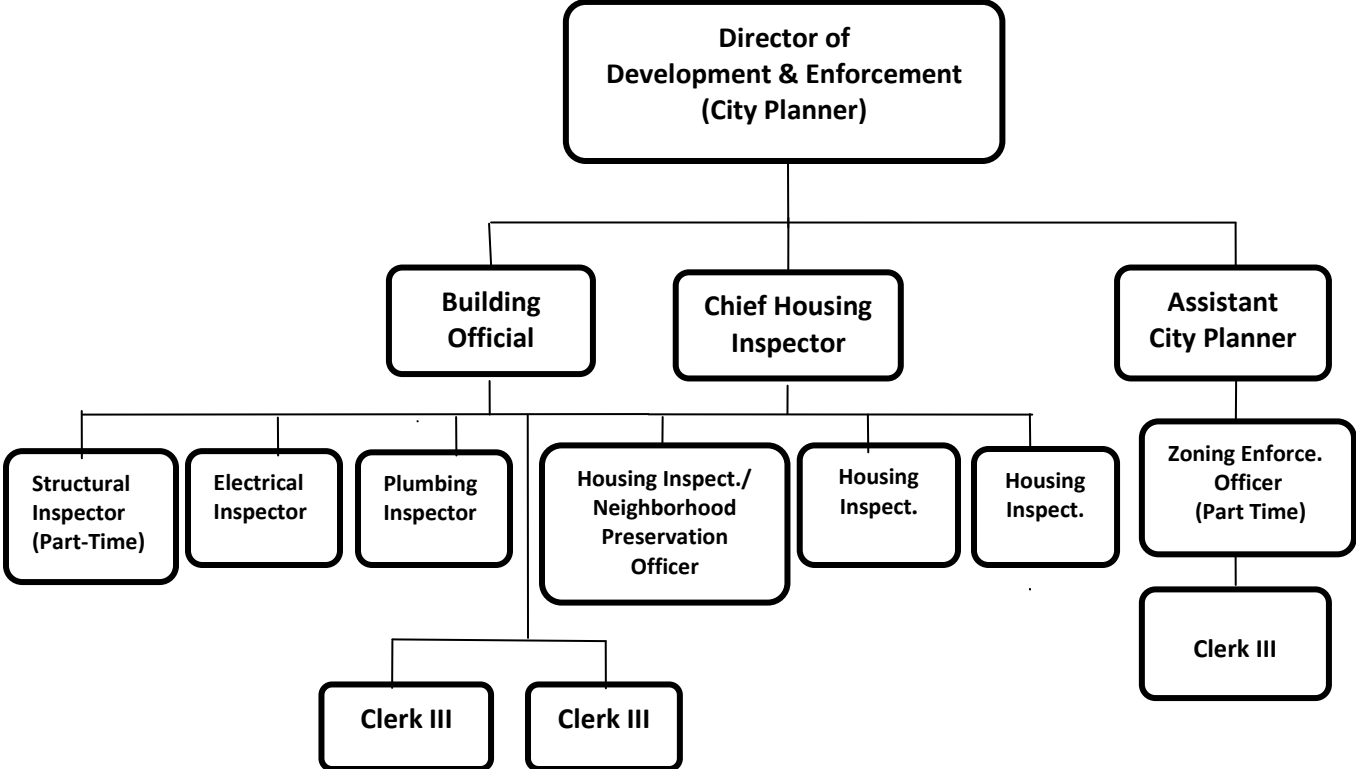 Director of
Development & Enforcement
(City Planner)
Building
Official
Chief Housing
Inspector
Assistant
City Planner
Structural
Inspector
(Part-Time)
Electrical
Inspector
Plumbing
Inspector
Housing Inspect./
Neighborhood
Preservation
Officer
Housing
Inspect.
Housing
Inspect.
Zoning Enforce.
Officer
(Part Time)
Clerk III
Clerk III
Clerk III